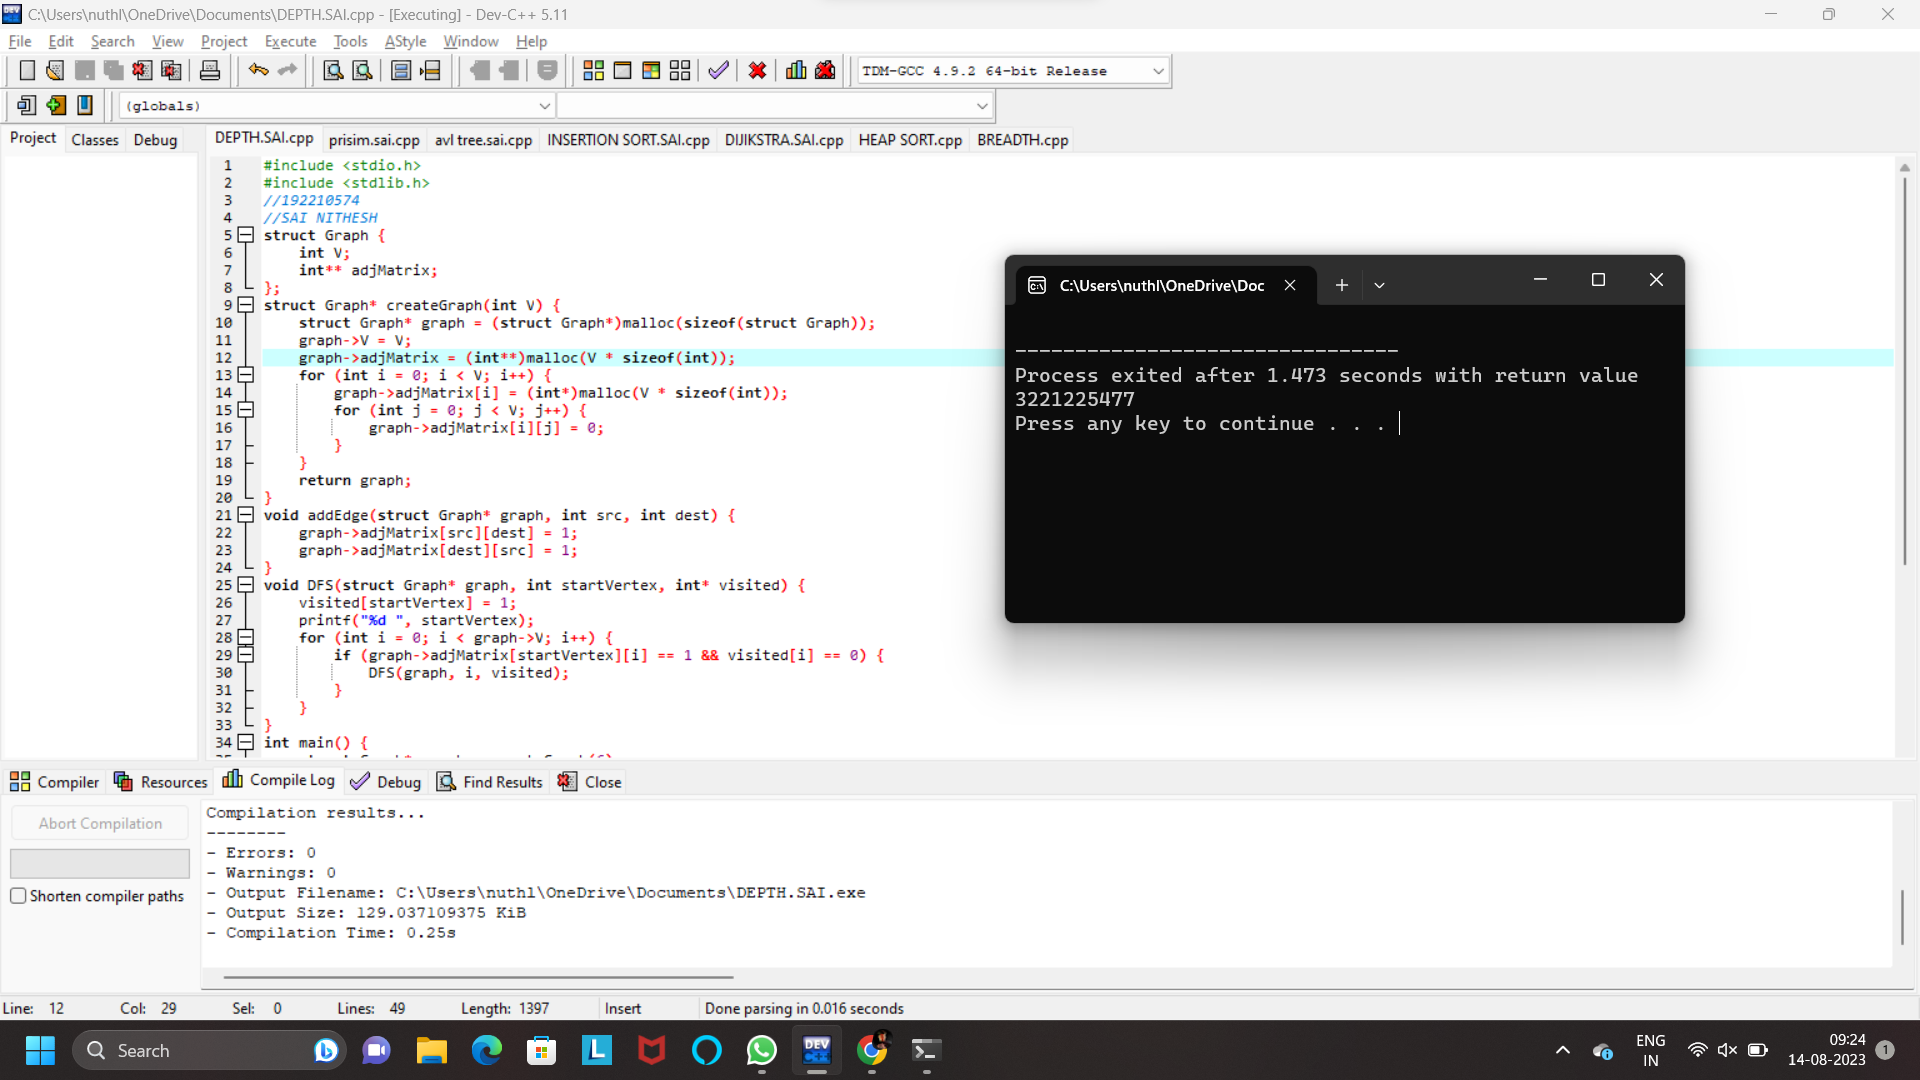 C:\Users\nuthl\OneDrive\Documents\DEPTH.SAI.cpp - [Executing] - Dev-C++ 5.11
File Edit Search View Project Execute Tools AStyle Window Help
TDM-GCC 4.9.2 64-bit Release
(globals)
Project Classes Debug
DEPTH.SAI.cpp prisim.sai.cpp avl tree.sai.cpp INSERTION SORT.SAI.cpp DIJIKSTRA.SAI.cpp HEAP SORT.cpp BREADTH.cpp
1 #include <stdio.h>
2 #include <stdlib.h>
3 //192210574
4 //SAI NITHESH
5 struct Graph {
6 int V;
7 int** adjMatrix;
8 };
9 struct Graph* createGraph(int V) {
10 struct Graph* graph = (struct Graph*)malloc(sizeof(struct Graph));
11 graph->V = V;
12 graph->adjMatrix = (int**)malloc(V * sizeof(int));
13 for (int i = 0; i < V; i++) {
14 graph->adjMatrix[i] = (int*)malloc(V * sizeof(int));
15 for (int j = 0; j < V; j++) {
16 graph->adjMatrix[i][j] = 0;
17 }
18 }
19 return graph;
20 }
21 void addEdge(struct Graph* graph, int src, int dest) {
22 graph->adjMatrix[src][dest] = 1;
23 graph->adjMatrix[dest][src] = 1;
24 }
25 void DFS(struct Graph* graph, int startVertex, int* visited) {
26 visited[startVertex] = 1;
27 printf("%d ", startVertex);
28 for (int i = 0; i < graph->V; i++) {
29 if (graph->adjMatrix[startVertex][i] == 1 && visited[i] == 0) {
30 DFS(graph, i, visited);
31 }
32 }
33 }
34 int main() {
C:\Users\nuthl\OneDrive\Doc
--------------------------------
Process exited after 1.473 seconds with return value
3221225477
Press any key to continue . . .
Compiler Resources Compile Log Debug Find Results Close
Abort Compilation
Shorten compiler paths
Compilation results...
--------
- Errors: 0
- Warnings: 0
- Output Filename: C:\Users\nuthl\OneDrive\Documents\DEPTH.SAI.exe
- Output Size: 129.037109375 KiB
- Compilation Time: 0.25s
Line: 12 Col: 29 Sel: 0 Lines: 49 Length: 1397 Insert Done parsing in 0.016 seconds
Search
DEV C++
ENG
IN
09:24
14-08-2023
1